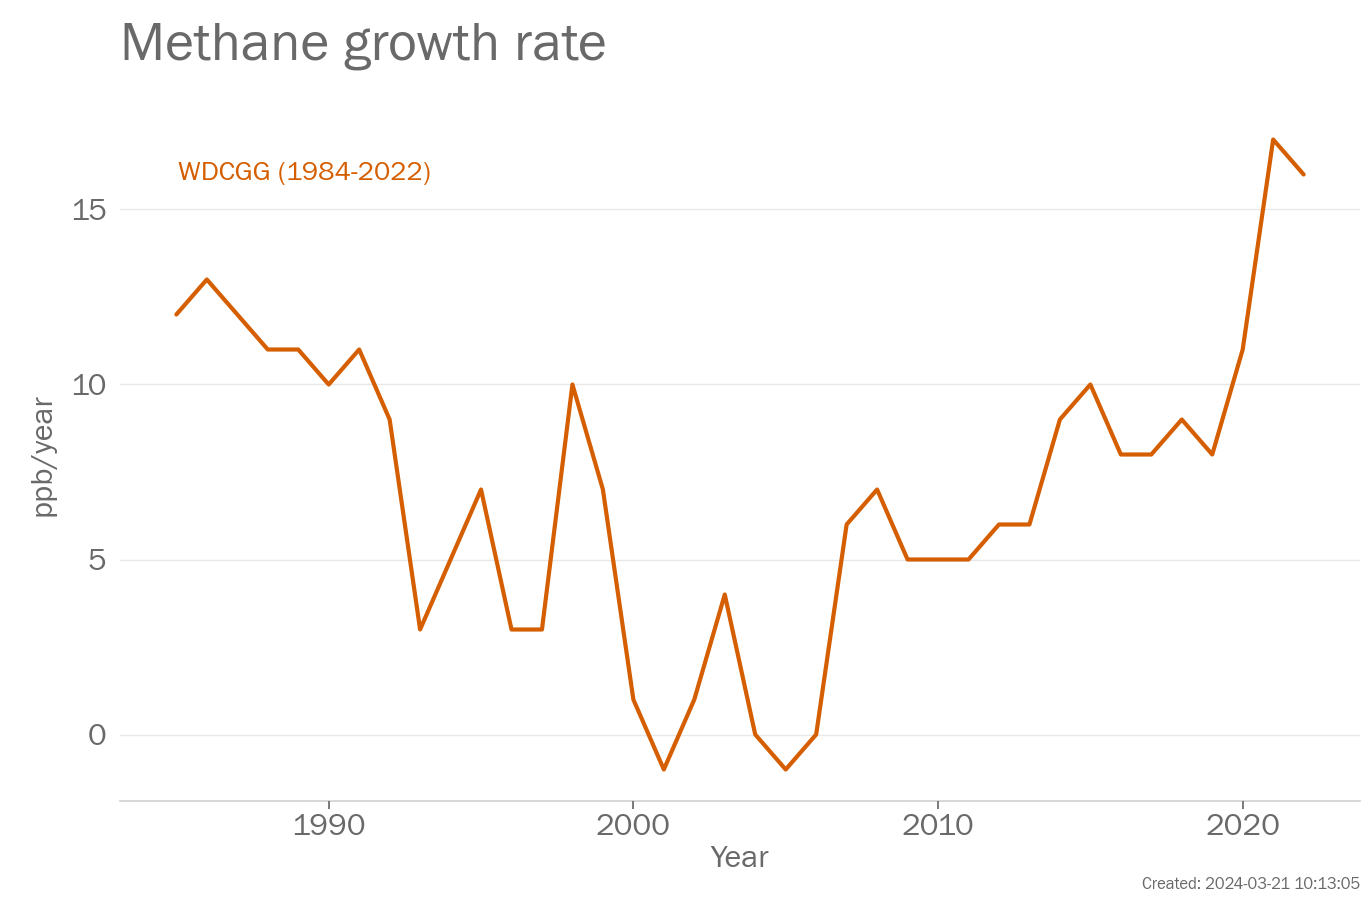 Methane growth rate
WDCGG (1984-2022)
15
10
5
0
ppb/year
1990 2000 2010 2020
Year
Created: 2024-03-21 10:13:05